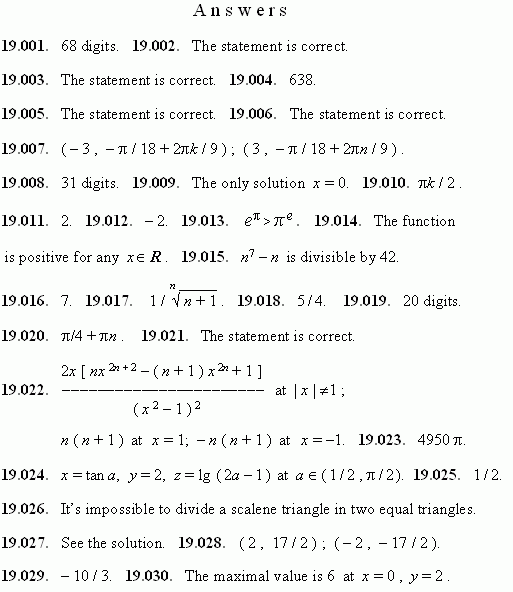 Answers
19.001. 68 digits. 19.002. The statement is correct.
19.003. The statement is correct. 19.004. 638.
19.005. The statement is correct. 19.006. The statement is correct.
19.007. ( – 3 , – π / 18 + 2πk / 9 ) ; ( 3 , – π / 18 + 2πn / 9 ) .
19.008. 31 digits. 19.009. The only solution x = 0. 19.010. πk / 2 .
19.011. 2. 19.012. – 2. 19.013. e^π > π^e . 19.014. The function
is positive for any x ∈ R . 19.015. n⁷ – n is divisible by 42.
19.016. 7. 19.017. 1 / ⁿ√(n + 1) . 19.018. 5 / 4. 19.019. 20 digits.
19.020. π/4 + πn . 19.021. The statement is correct.
2x [ nx^(2n + 2) – ( n + 1 ) x^(2n) + 1 ]
19.022. –––––––––––––––––––––– at | x | ≠ 1 ;
( x² – 1 )²
n ( n + 1 ) at x = 1; – n ( n + 1 ) at x = –1. 19.023. 4950 π.
19.024. x = tan a, y = 2, z = lg ( 2a – 1 ) at a ∈ ( 1 / 2 , π / 2 ). 19.025. 1 / 2.
19.026. It's impossible to divide a scalene triangle in two equal triangles.
19.027. See the solution. 19.028. ( 2 , 17 / 2 ) ; ( – 2 , – 17 / 2 ).
19.029. – 10 / 3. 19.030. The maximal value is 6 at x = 0 , y = 2 .